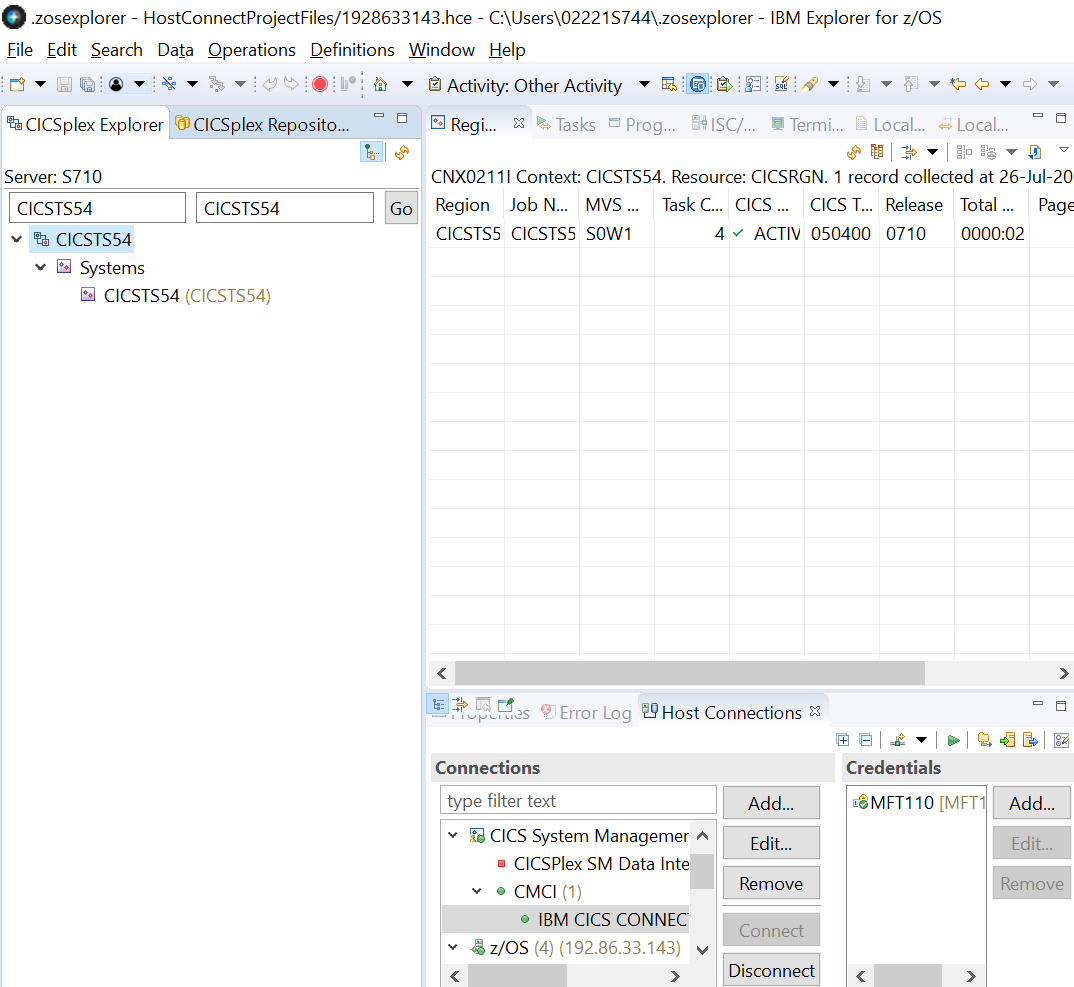 .zosexplorer - HostConnectProjectFiles/1928633143.hce - C:\Users\02221S744\.zosexplorer - IBM Explorer for z/OS
File Edit Search Data Operations Definitions Window Help
Activity: Other Activity
CICSplex Explorer CICSplex Reposito...
Server: S710
CICSTS54 CICSTS54 Go
CICSTS54
Systems
CICSTS54 (CICSTS54)
Regi... Tasks Prog... ISC/... Termi... Local... Local...
CNX0211I Context: CICSTS54. Resource: CICSRGN. 1 record collected at 26-Jul-20
Region Job N... MVS ... Task C... CICS ... CICS T... Release Total ... Page
CICSTS5 CICSTS5 S0W1 4 ACTIV 050400 0710 0000:02
Properties Error Log Host Connections
Connections
type filter text
CICS System Managemer
CICSPlex SM Data Inte
CMCI (1)
IBM CICS CONNECT
z/OS (4) (192.86.33.143)
Add...
Edit...
Remove
Connect
Disconnect
Credentials
MFT110 [MFT1
Add...
Edit...
Remove